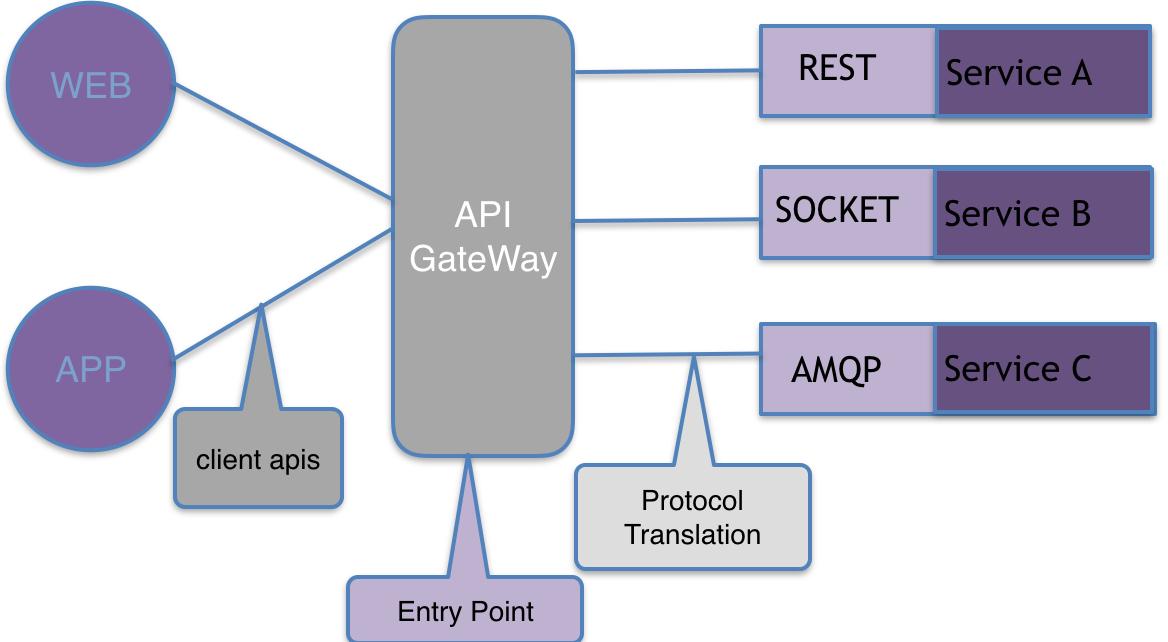 WEB
APP
client apis
API
GateWay
Entry Point
Protocol
Translation
REST
Service A
SOCKET
Service B
AMQP
Service C